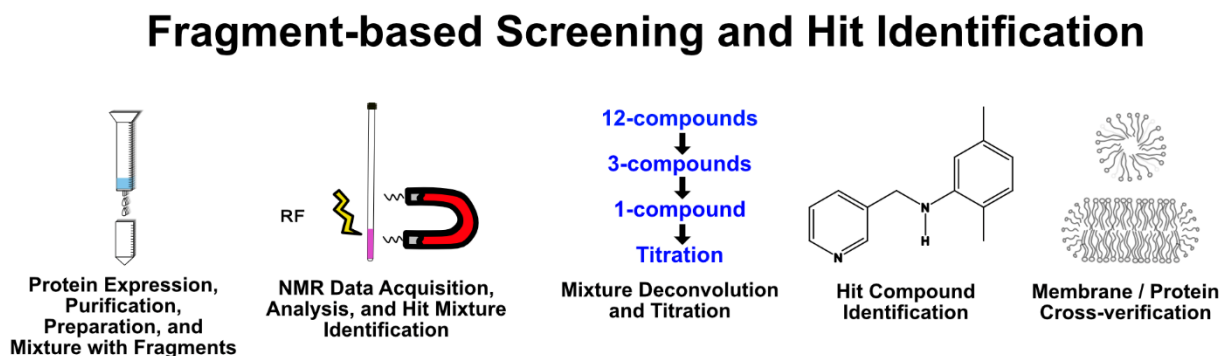 Fragment-based Screening and Hit Identification
Protein Expression,
Purification,
Preparation, and
Mixture with Fragments
RF
NMR Data Acquisition,
Analysis, and Hit Mixture
Identification
12-compounds
3-compounds
1-compound
Titration
Mixture Deconvolution
and Titration
N
N
H
Hit Compound
Identification
Membrane / Protein
Cross-verification